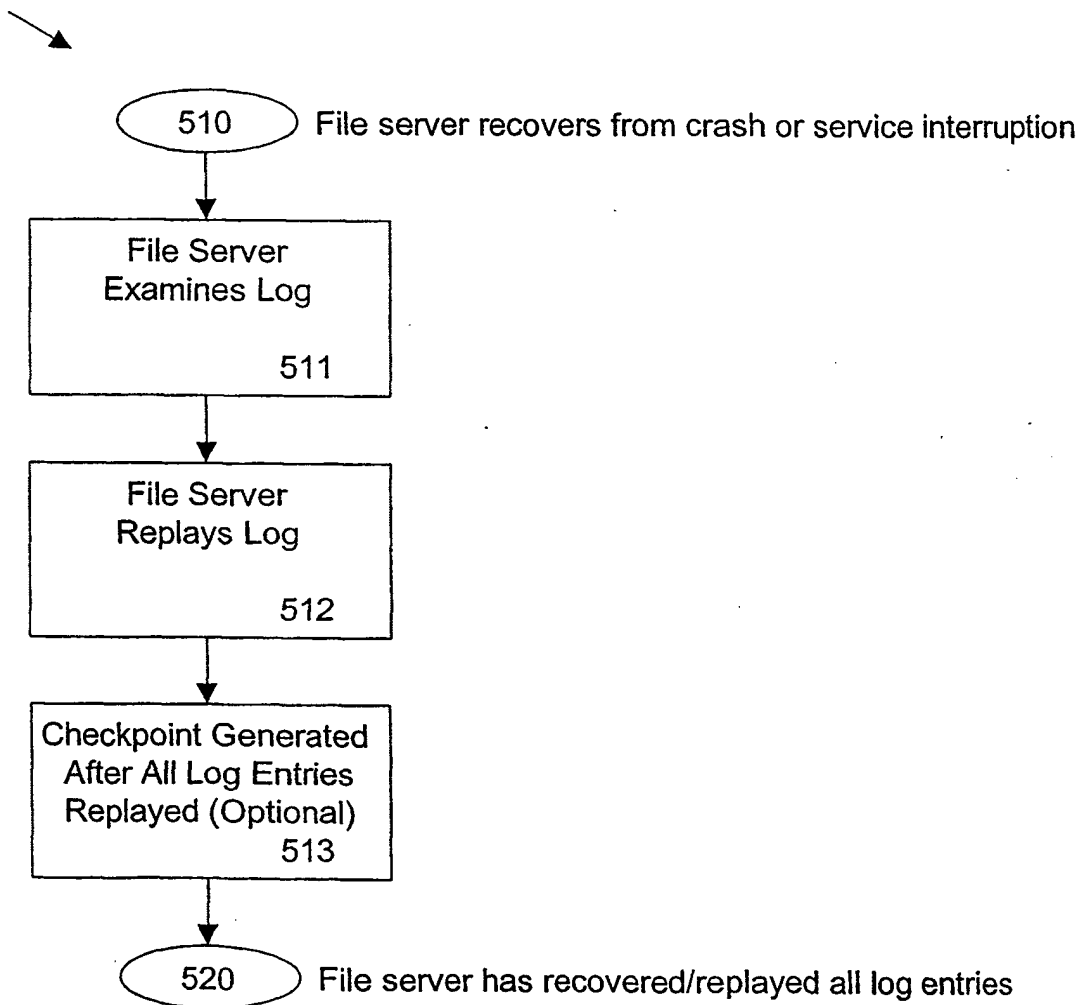 510 File server recovers from crash or service interruption
File Server
Examines Log
511
File Server
Replays Log
512
Checkpoint Generated
After All Log Entries
Replayed (Optional)
513
520 File server has recovered/replayed all log entries